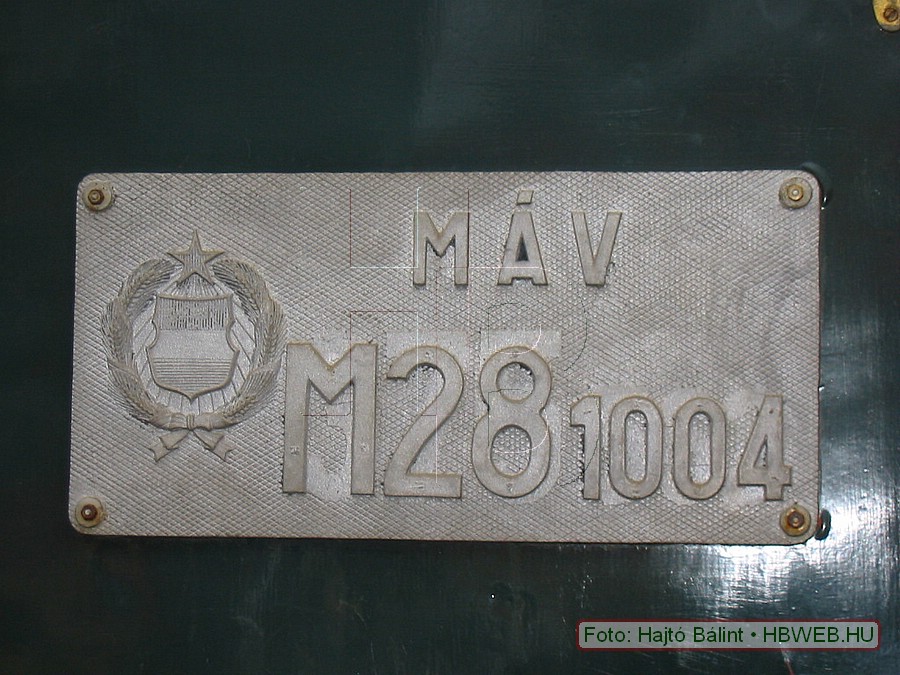 MÁV
M28 1004
Foto: Hajtó Bálint • HBWEB.HU